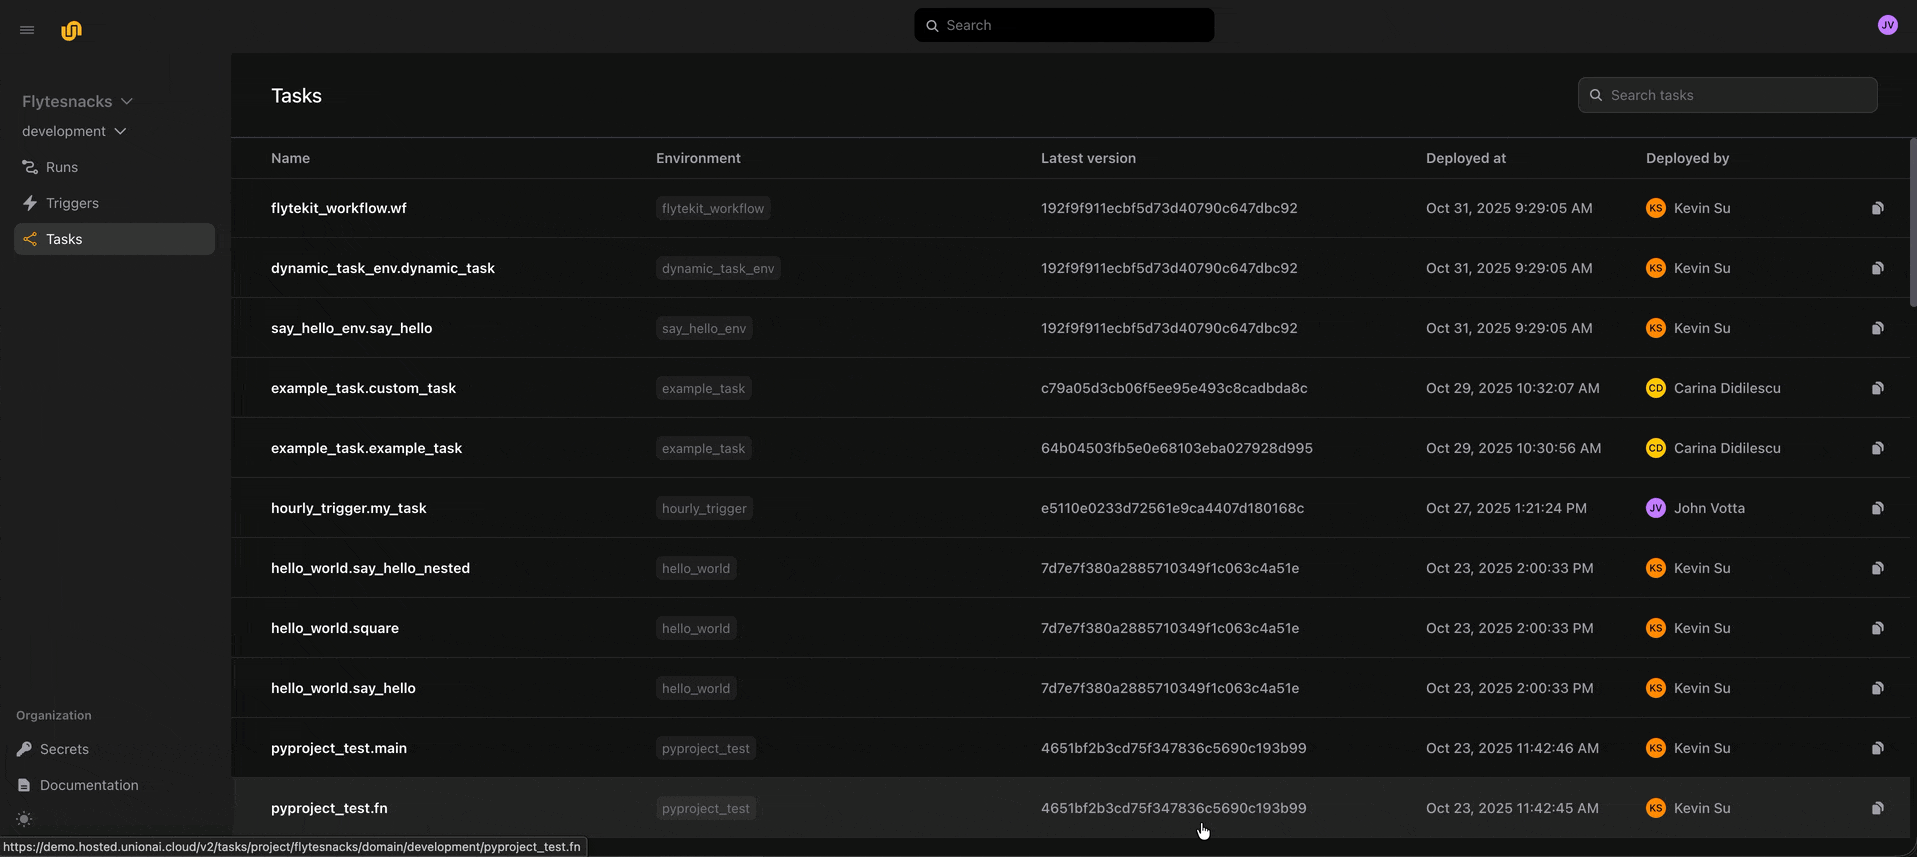 Search
JV
Flytesnacks
development
Runs
Triggers
Tasks
Organization
Secrets
Documentation
Tasks
Search tasks
Name Environment Latest version Deployed at Deployed by
flytekit_workflow.wf flytekit_workflow 192f9f911ecbf5d73d40790c647dbc92 Oct 31, 2025 9:29:05 AM KS Kevin Su
dynamic_task_env.dynamic_task dynamic_task_env 192f9f911ecbf5d73d40790c647dbc92 Oct 31, 2025 9:29:05 AM KS Kevin Su
say_hello_env.say_hello say_hello_env 192f9f911ecbf5d73d40790c647dbc92 Oct 31, 2025 9:29:05 AM KS Kevin Su
example_task.custom_task example_task c79a05d3cb06f5ee95e493c8cadbda8c Oct 29, 2025 10:32:07 AM CD Carina Didilescu
example_task.example_task example_task 64b04503fb5e0e68103eba027928d995 Oct 29, 2025 10:30:56 AM CD Carina Didilescu
hourly_trigger.my_task hourly_trigger e5110e0233d72561e9ca4407d180168c Oct 27, 2025 1:21:24 PM JV John Votta
hello_world.say_hello_nested hello_world 7d7e7f380a2885710349f1c063c4a51e Oct 23, 2025 2:00:33 PM KS Kevin Su
hello_world.square hello_world 7d7e7f380a2885710349f1c063c4a51e Oct 23, 2025 2:00:33 PM KS Kevin Su
hello_world.say_hello hello_world 7d7e7f380a2885710349f1c063c4a51e Oct 23, 2025 2:00:33 PM KS Kevin Su
pyproject_test.main pyproject_test 4651bf2b3cd75f347836c5690c193b99 Oct 23, 2025 11:42:46 AM KS Kevin Su
pyproject_test.fn pyproject_test 4651bf2b3cd75f347836c5690c193b99 Oct 23, 2025 11:42:45 AM KS Kevin Su
https://demo.hosted.unionai.cloud/v2/tasks/project/flytesnacks/domain/development/pyproject_test.fn